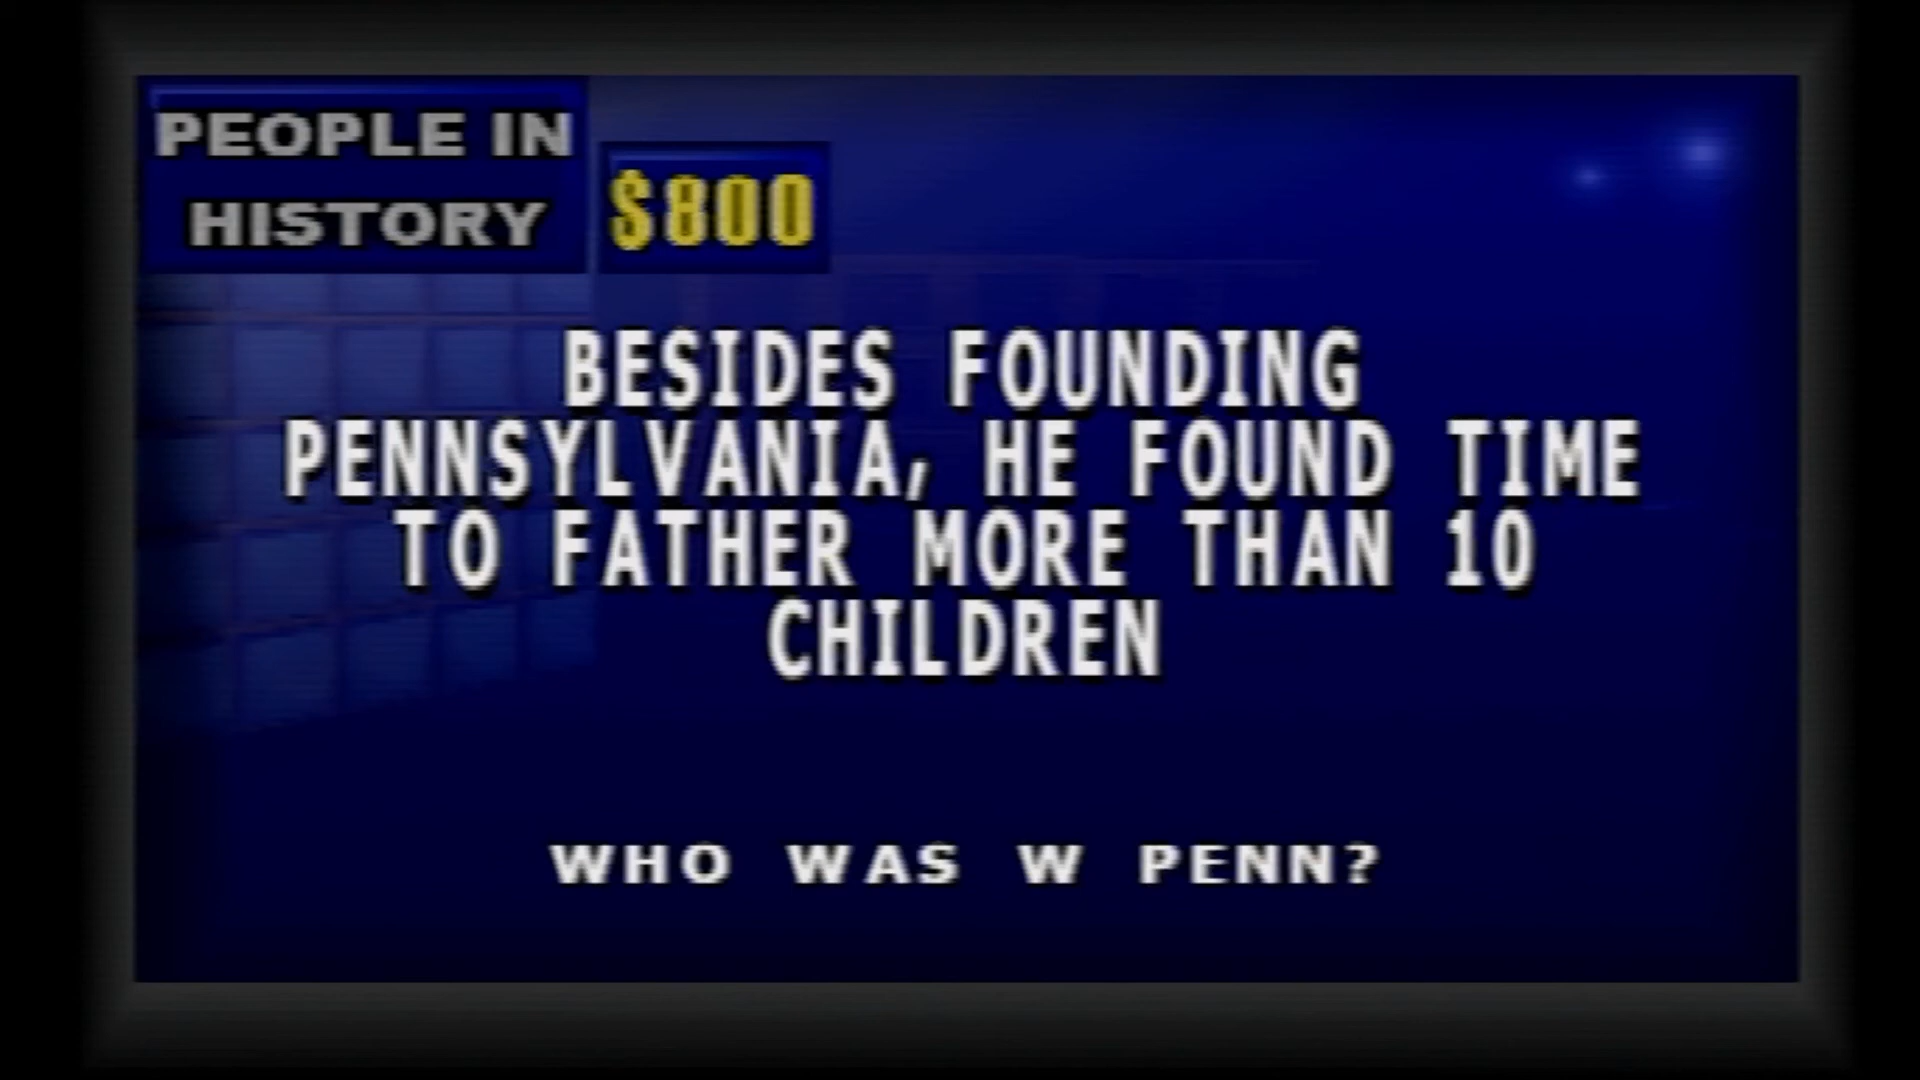 PEOPLE IN
HISTORY
$800
BESIDES FOUNDING
PENNSYLVANIA, HE FOUND TIME
TO FATHER MORE THAN 10
CHILDREN
WHO WAS W PENN?